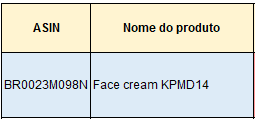 ASIN Nome do produto
BR0023M098N Face cream KPMD14